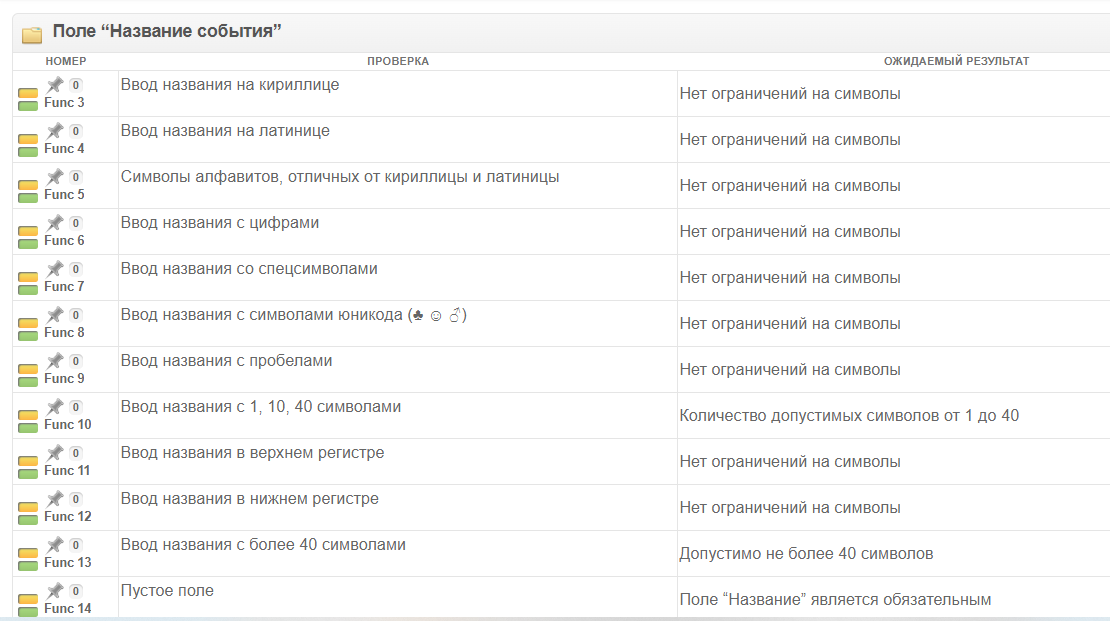 Поле “Название события”
НОМЕР ПРОВЕРКА ОЖИДАЕМЫЙ РЕЗУЛЬТАТ
0
Func 3
Ввод названия на кириллице
Нет ограничений на символы
0
Func 4
Ввод названия на латинице
Нет ограничений на символы
0
Func 5
Символы алфавитов, отличных от кириллицы и латиницы
Нет ограничений на символы
0
Func 6
Ввод названия с цифрами
Нет ограничений на символы
0
Func 7
Ввод названия со спецсимволами
Нет ограничений на символы
0
Func 8
Ввод названия с символами юникода (♣ ☺ ♂)
Нет ограничений на символы
0
Func 9
Ввод названия с пробелами
Нет ограничений на символы
0
Func 10
Ввод названия с 1, 10, 40 символами
Количество допустимых символов от 1 до 40
0
Func 11
Ввод названия в верхнем регистре
Нет ограничений на символы
0
Func 12
Ввод названия в нижнем регистре
Нет ограничений на символы
0
Func 13
Ввод названия с более 40 символами
Допустимо не более 40 символов
0
Func 14
Пустое поле
Поле “Название” является обязательным